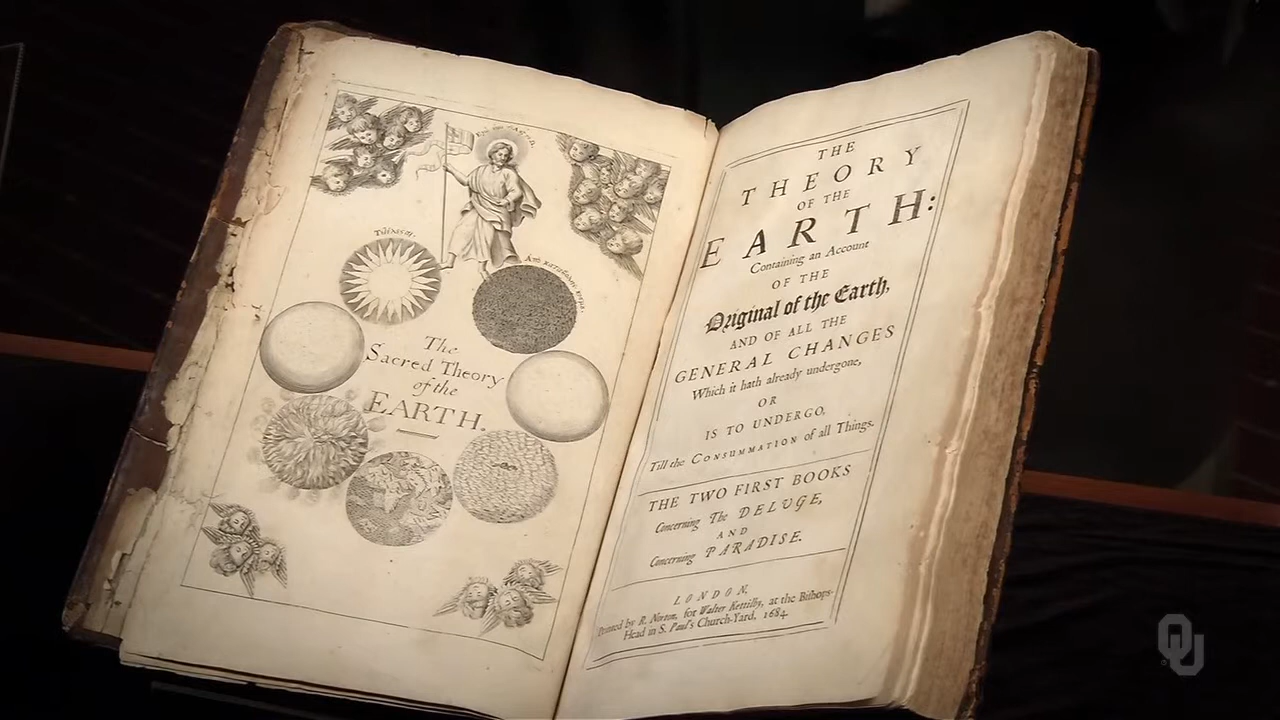 The
Sacred Theory
of the
EARTH.
THE
THEORY
OF THE
EARTH:
Containing an Account
OF THE
Original of the Earth,
AND OF ALL THE
GENERAL CHANGES
Which it hath already undergone,
OR
IS TO UNDERGO,
Till the CONSUMMATION of all Things.
THE TWO FIRST BOOKS
Concerning The DELUGE,
AND
Concerning PARADISE.
LONDON,
Printed by R. Norton, for Walter Kettilby, at the Bishops-
Head in S. Paul's Church-Yard, 1684
OU